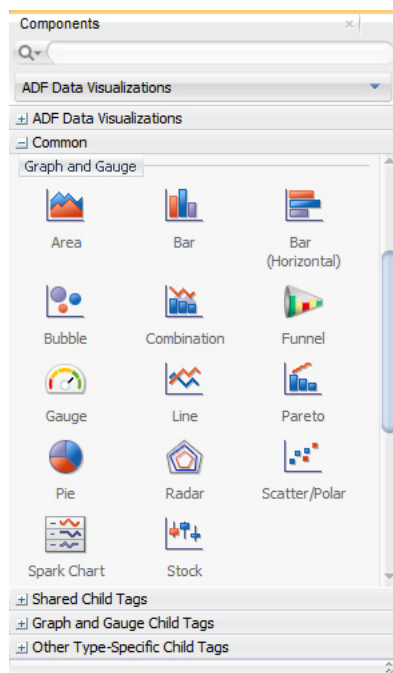 Components
ADF Data Visualizations
ADF Data Visualizations
Common
Graph and Gauge
Area
Bar
Bar
(Horizontal)
Bubble
Combination
Funnel
Gauge
Line
Pareto
Pie
Radar
Scatter/Polar
Spark Chart
Stock
Shared Child Tags
Graph and Gauge Child Tags
Other Type-Specific Child Tags